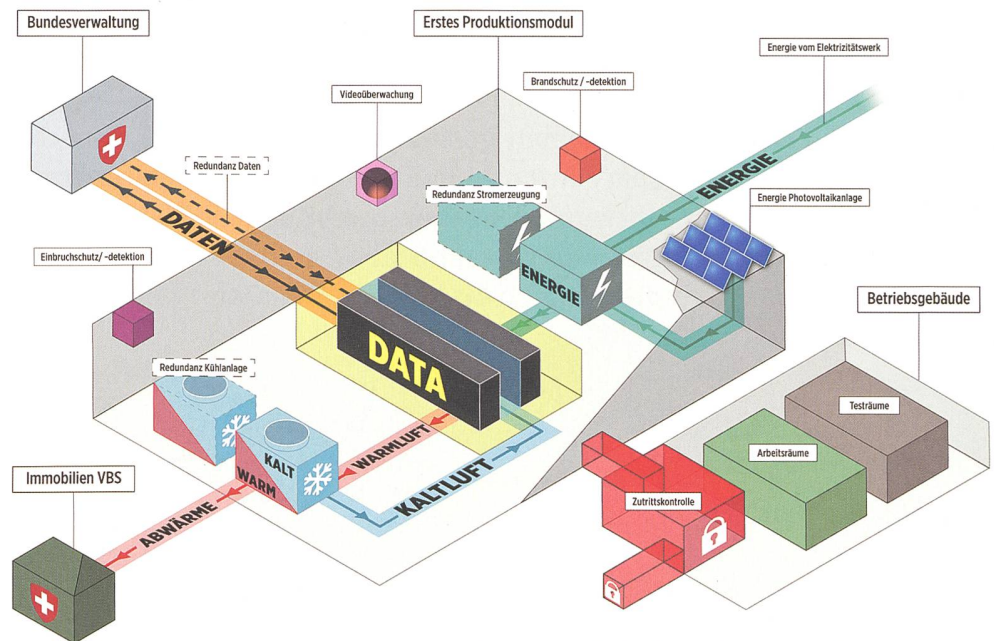 Bundesverwaltung
Erstes Produktionsmodul
Energie vom Elektrizitätswerk
Brandschutz / -detektion
Videoüberwachung
Redundanz Daten
Redundanz Stromerzeugung
ENERGIE
Energie Photovoltaikanlage
DATEN
Einbruchschutz/ -detektion
ENERGIE
Betriebsgebäude
DATA
Redundanz Kühlanlage
Testräume
WARMLUFT
KALT
Arbeitsräume
WARM
KALTLUFT
Immobilien VBS
Zutrittskontrolle
ABWÄRME